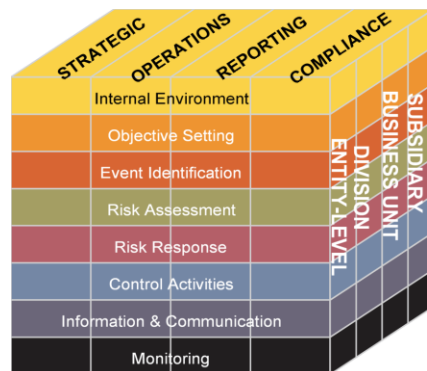 STRATEGIC
OPERATIONS
REPORTING
COMPLIANCE
Internal Environment
Objective Setting
Event Identification
Risk Assessment
Risk Response
Control Activities
Information & Communication
Monitoring
ENTITY-LEVEL
DIVISION
BUSINESS UNIT
SUBSIDIARY